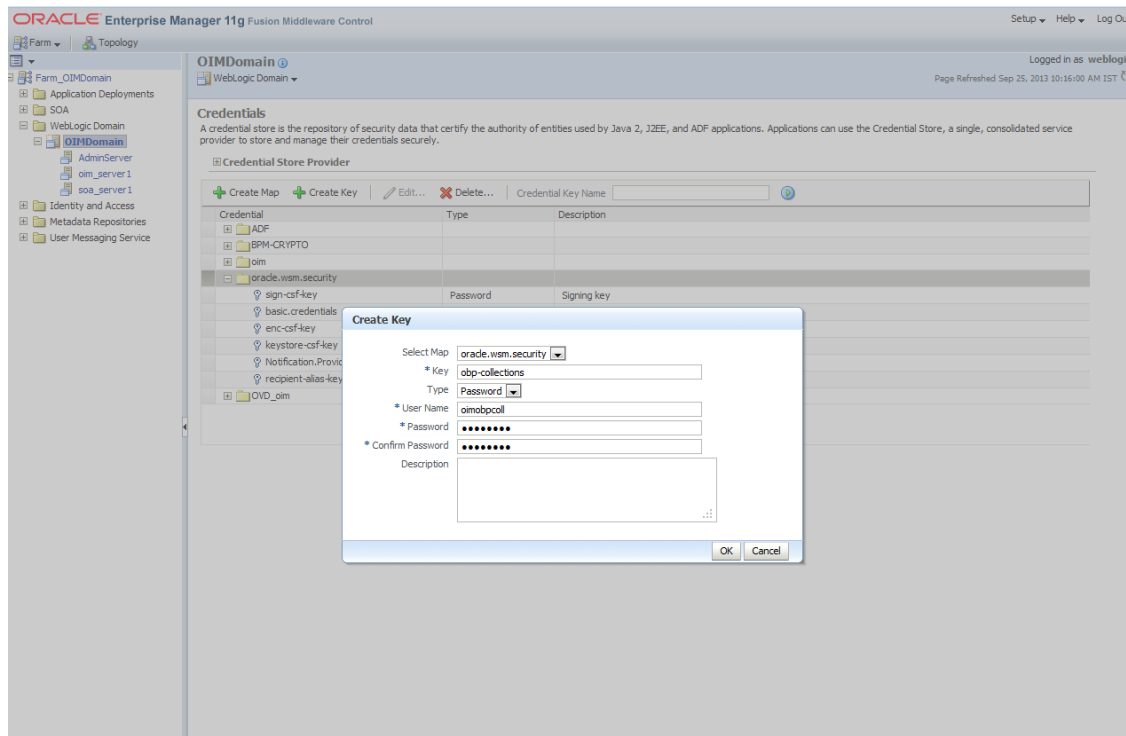 ORACLE Enterprise Manager 11g Fusion Middleware Control
Setup Help Log Ou
Farm Topology
OIMDomain
Logged in as weblogi
WebLogic Domain
Page Refreshed Sep 25, 2013 10:16:00 AM IST
Farm_OIMDomain
Application Deployments
SOA
WebLogic Domain
OIMDomain
AdminServer
oim_server1
soa_server1
Identity and Access
Metadata Repositories
User Messaging Service
Credentials
A credential store is the repository of security data that certify the authority of entities used by Java 2, J2EE, and ADF applications. Applications can use the Credential Store, a single, consolidated service
provider to store and manage their credentials securely.
Credential Store Provider
Create Map Create Key Edit... Delete... Credential Key Name
Credential Type Description
ADF
BPM-CRYPTO
oim
oracle.wsm.security
sign-csf-key Password Signing key
basic.credentials
enc-csf-key
keystore-csf-key
Notification.Provid
recipient-alias-key
OVD_oim
Create Key
Select Map oracle.wsm.security
* Key obp-collections
Type Password
* User Name oimobpcoll
* Password ••••••••
* Confirm Password ••••••••
Description
OK Cancel